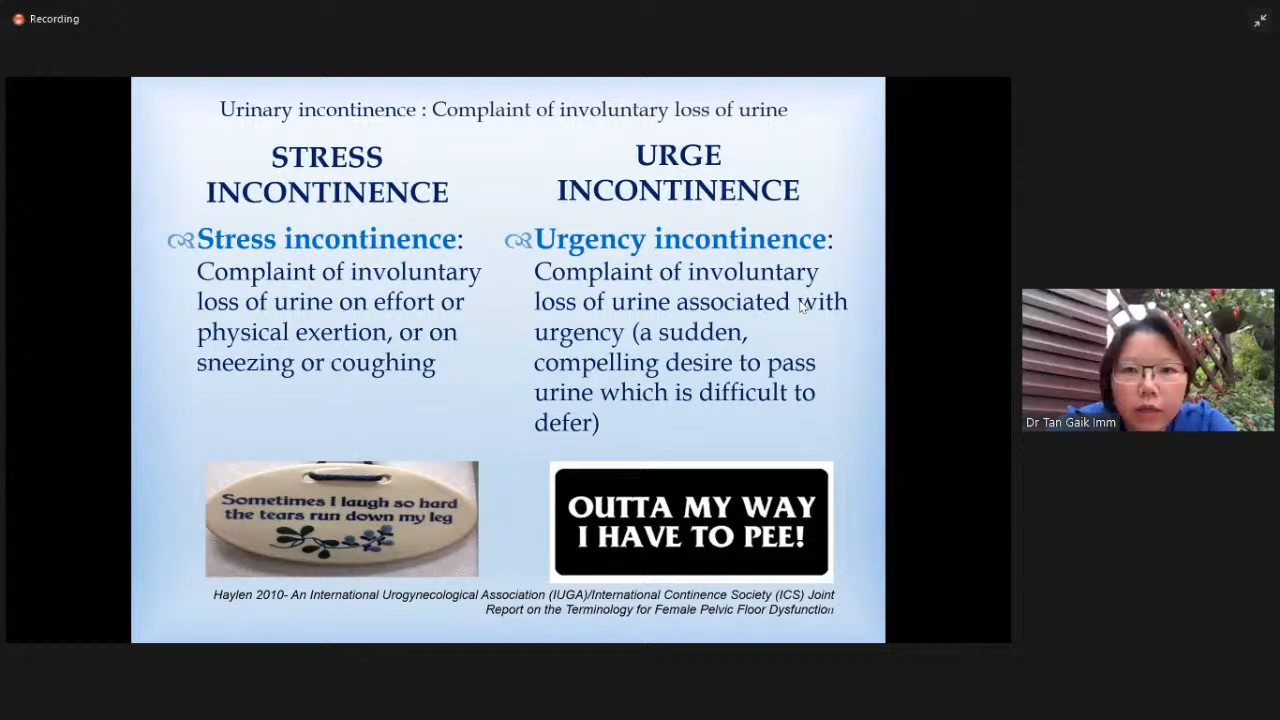 Recording
Urinary incontinence : Complaint of involuntary loss of urine
STRESS
INCONTINENCE
Stress incontinence:
Complaint of involuntary
loss of urine on effort or
physical exertion, or on
sneezing or coughing
URGE
INCONTINENCE
Urgency incontinence:
Complaint of involuntary
loss of urine associated with
urgency (a sudden,
compelling desire to pass
urine which is difficult to
defer)
Sometimes I laugh so hard
the tears run down my leg
OUTTA MY WAY
I HAVE TO PEE!
Haylen 2010- An International Urogynecological Association (IUGA)/International Continence Society (ICS) Joint
Report on the Terminology for Female Pelvic Floor Dysfunction
Dr Tan Gaik Imm